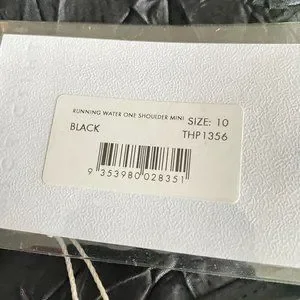 RUNNING WATER ONE SHOULDER MINI
SIZE: 10
BLACK
THP1356
9 353980 028351